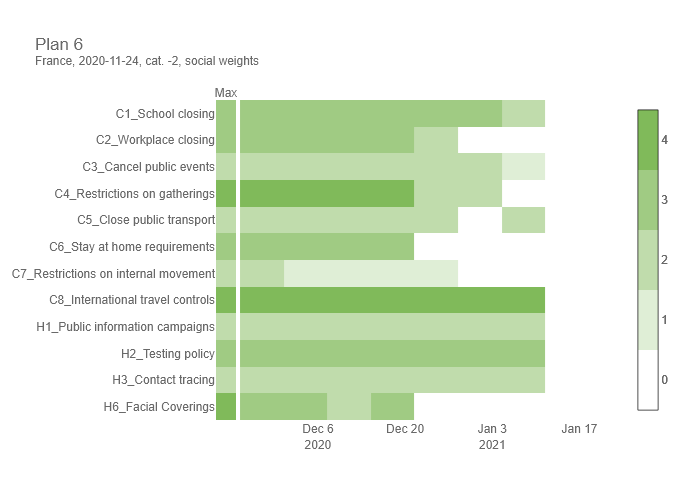 Plan 6
France, 2020-11-24, cat. -2, social weights
Max
C1_School closing
C2_Workplace closing
C3_Cancel public events
C4_Restrictions on gatherings
C5_Close public transport
C6_Stay at home requirements
C7_Restrictions on internal movement
C8_International travel controls
H1_Public information campaigns
H2_Testing policy
H3_Contact tracing
H6_Facial Coverings
Dec 6 Dec 20 Jan 3 Jan 17
2020 2021
4
3
2
1
0